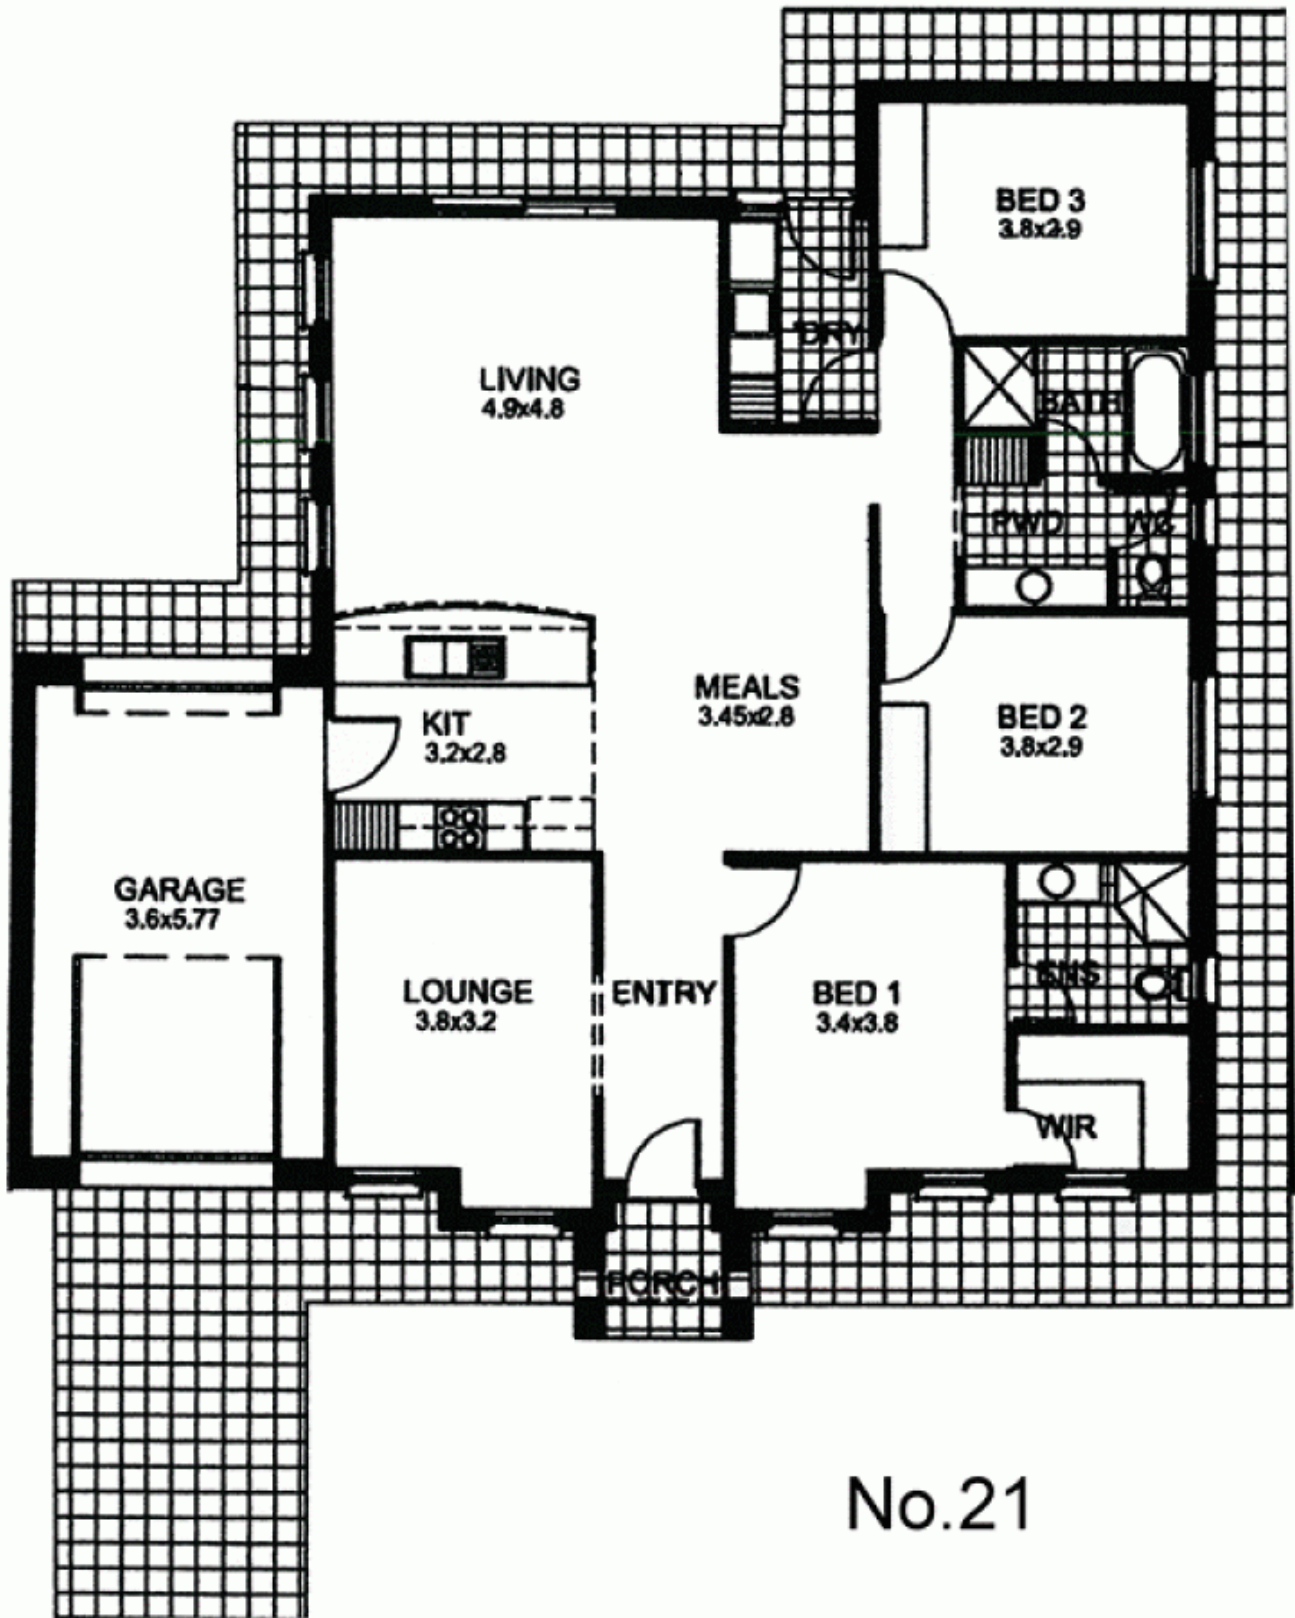 BED 3
3.8x2.9
DRY
LIVING
4.9x4.8
BATH
PWD
WC
MEALS
3.45x2.8
KIT
3.2x2.8
BED 2
3.8x2.9
GARAGE
3.6x5.77
LOUNGE
3.8x3.2
ENTRY
BED 1
3.4x3.8
ENS
WIR
PORCH
No.21